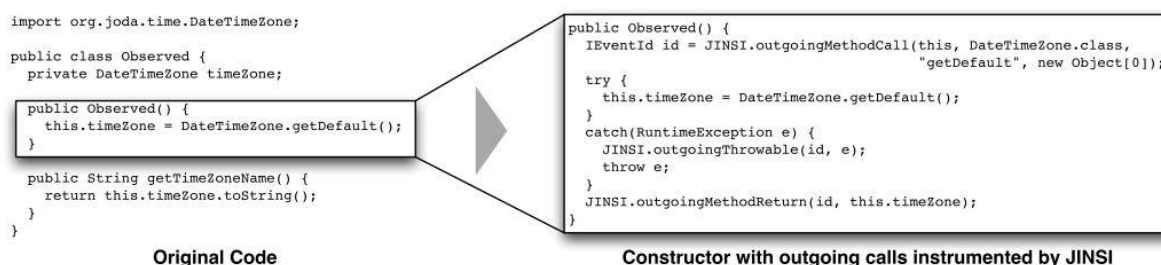 import org.joda.time.DateTimeZone;
public class Observed {
private DateTimeZone timeZone;
public Observed() {
this.timeZone = DateTimeZone.getDefault();
}
public String getTimeZoneName() {
return this.timeZone.toString();
}
}
Original Code
public Observed() {
IEventId id = JINSI.outgoingMethodCall(this, DateTimeZone.class,
"getDefault", new Object[0]);
try {
this.timeZone = DateTimeZone.getDefault();
}
catch(RuntimeException e) {
JINSI.outgoingThrowable(id, e);
throw e;
}
JINSI.outgoingMethodReturn(id, this.timeZone);
}
Constructor with outgoing calls instrumented by JINSI